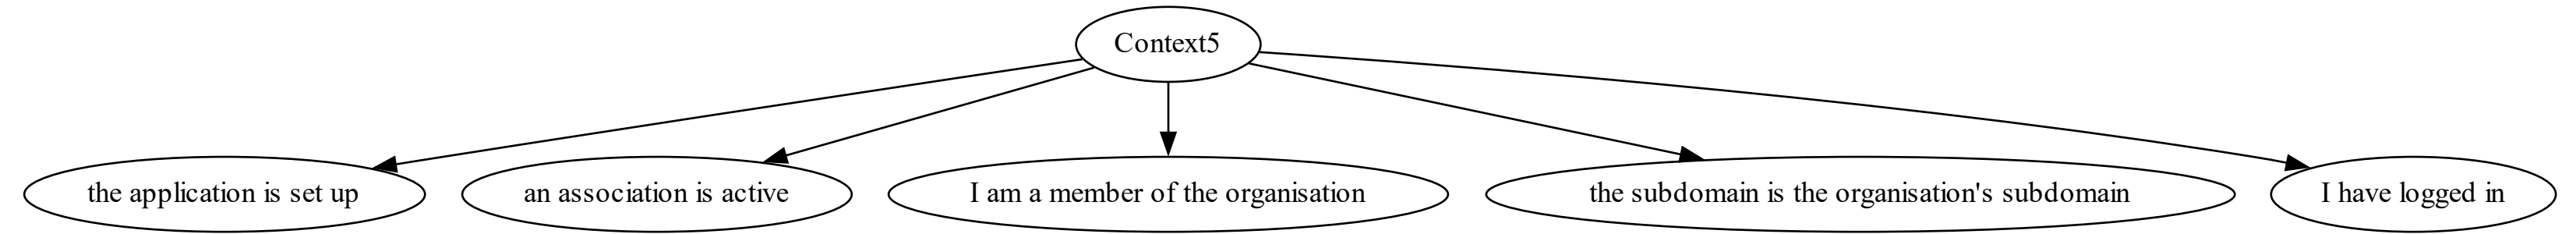 Context5
the application is set up
an association is active
I am a member of the organisation
the subdomain is the organisation's subdomain
I have logged in